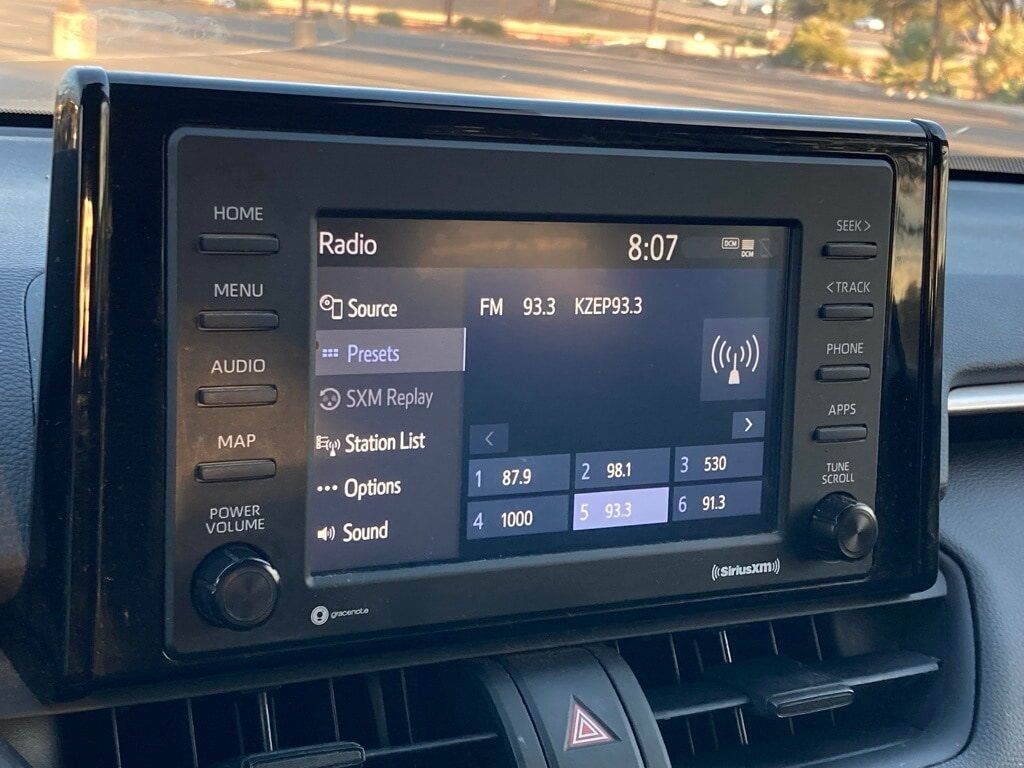 HOME
MENU
AUDIO
MAP
POWER
VOLUME
Radio
8:07
DCM
DCM
Source
Presets
SXM Replay
Station List
Options
Sound
FM 93.3 KZEP93.3
<
>
1 87.9
2 98.1
3 530
4 1000
5 93.3
6 91.3
SEEK >
< TRACK
PHONE
APPS
TUNE
SCROLL
gracenote
((SiriusXM))